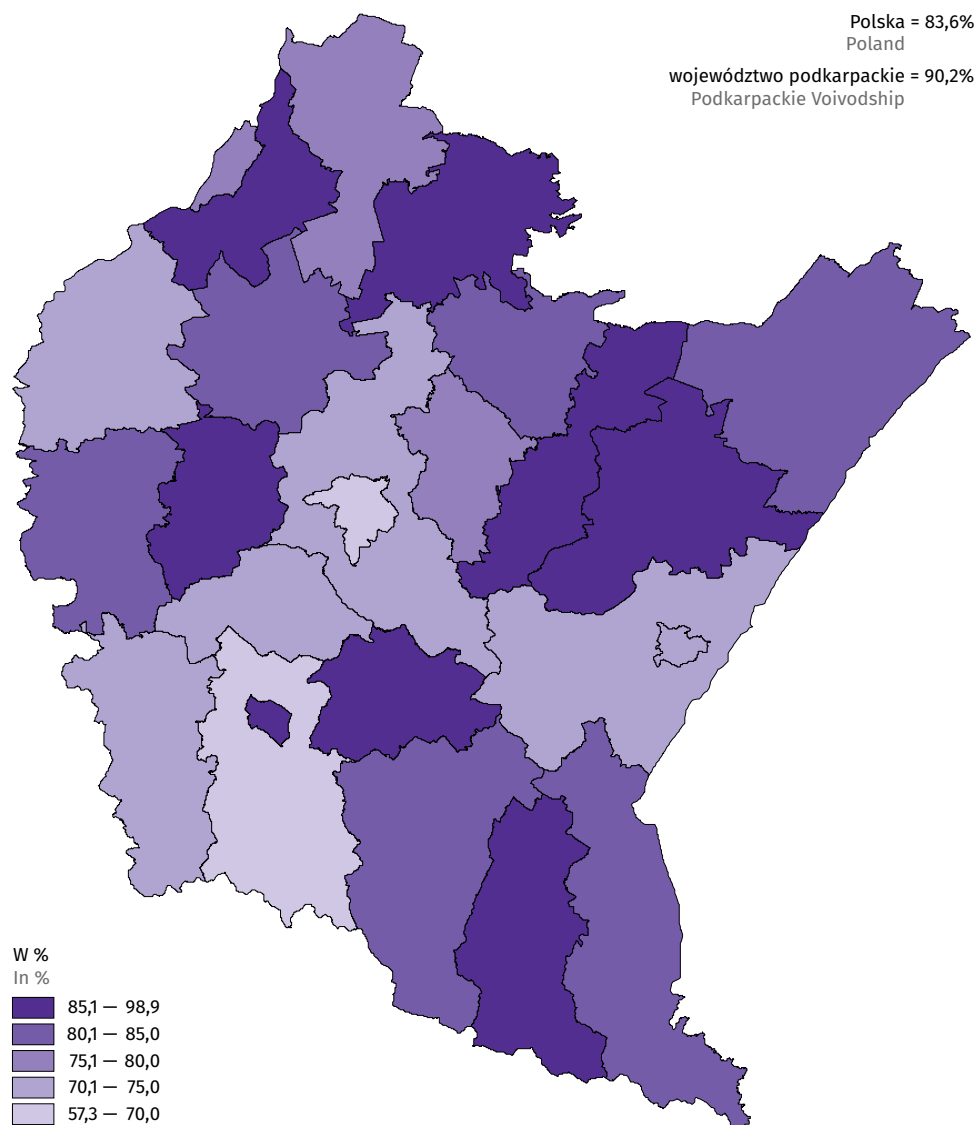 Polska = 83,6%
Poland
województwo podkarpackie = 90,2%
Podkarpackie Voivodship
W %
In %
85,1 — 98,9
80,1 — 85,0
75,1 — 80,0
70,1 — 75,0
57,3 — 70,0